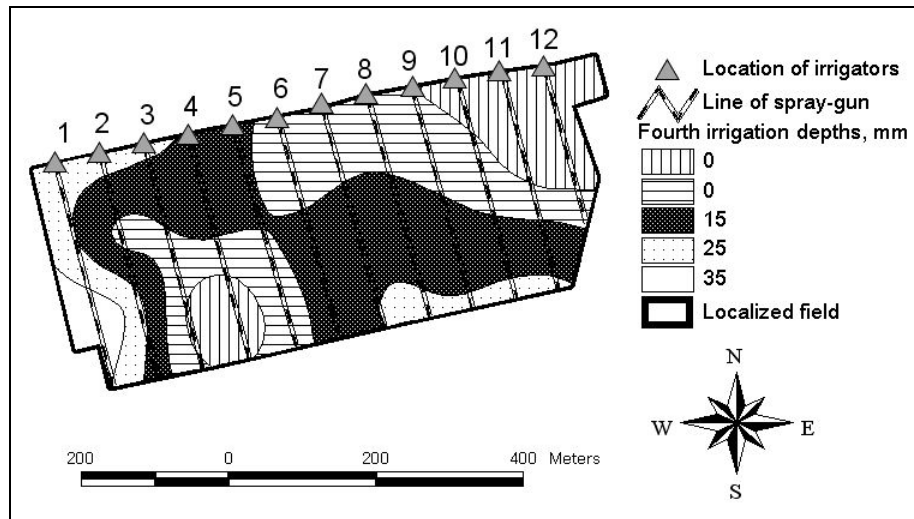 1 2 3 4 5 6 7 8 9 10 11 12
Location of irrigators
Line of spray-gun
Fourth irrigation depths, mm
0
0
15
25
35
Localized field
N
W E
S
200 0 200 400 Meters